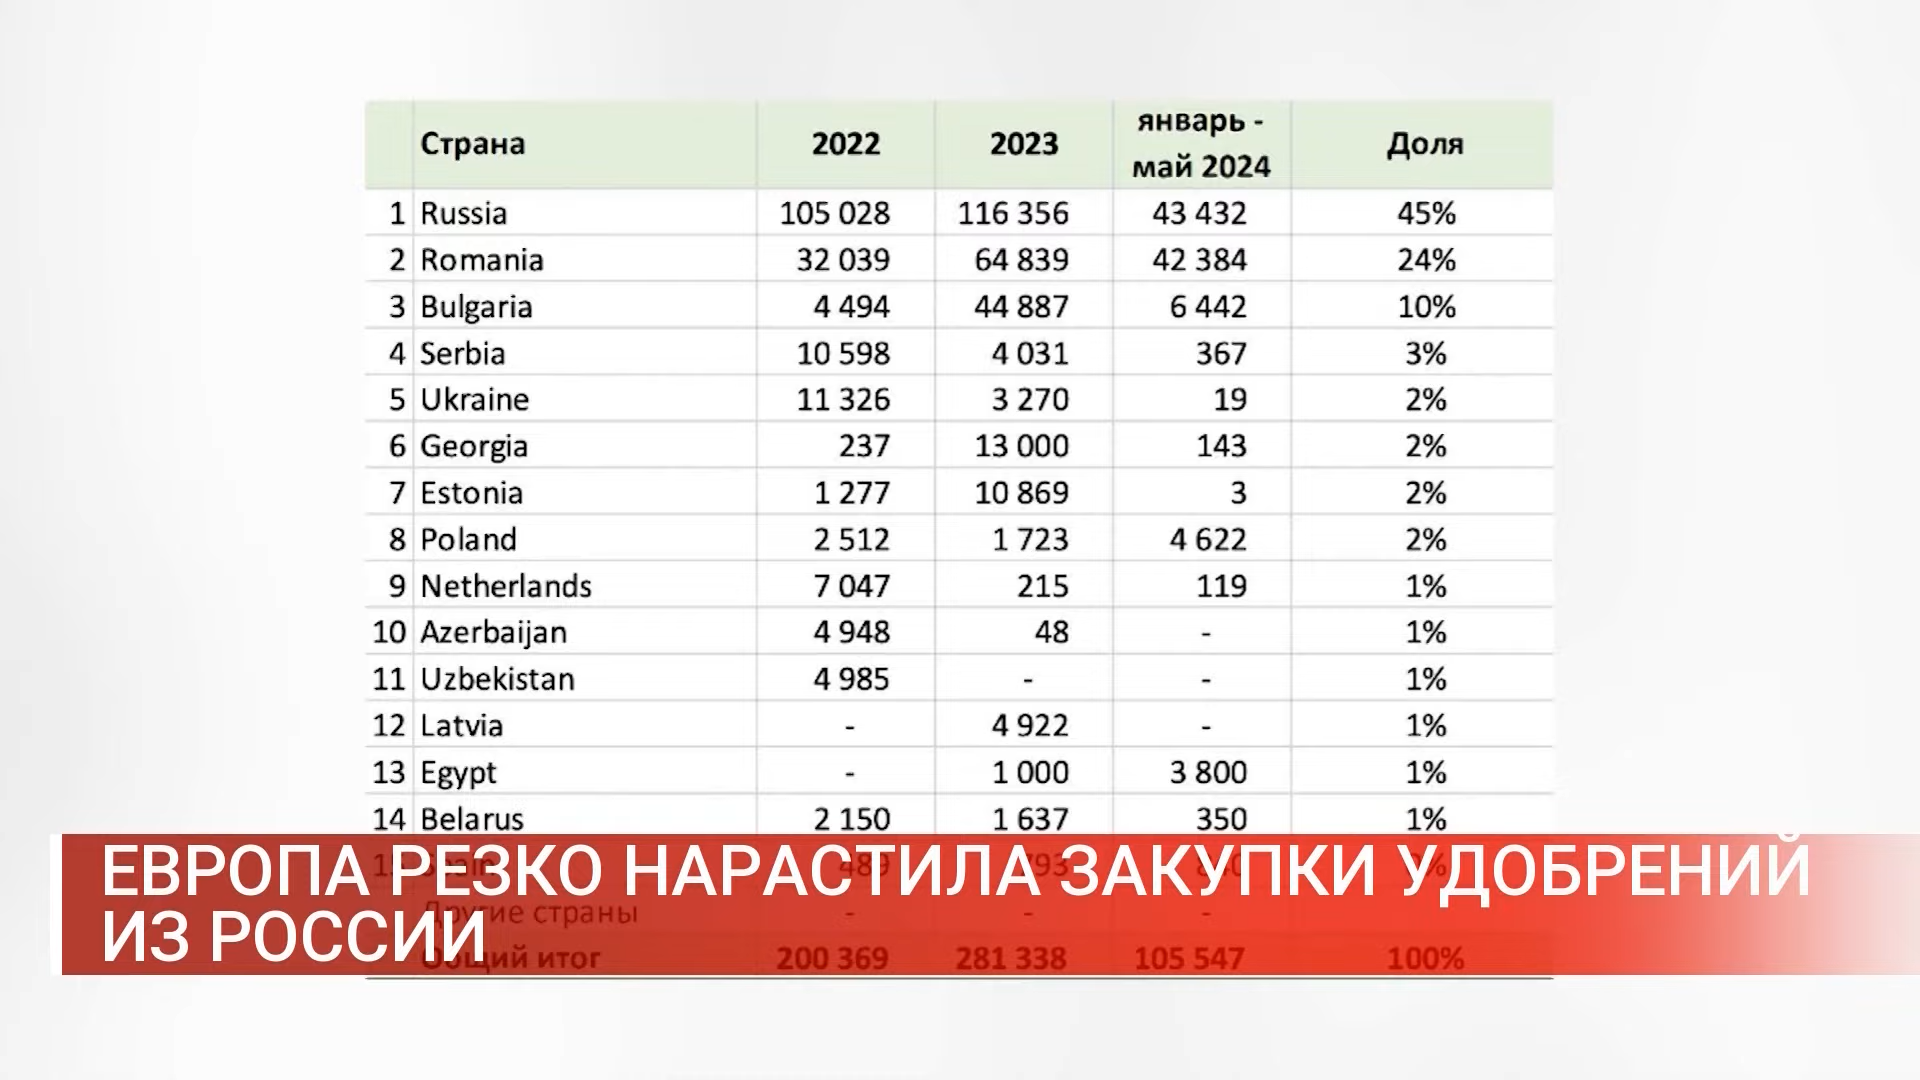 Страна 2022 2023 январь - май 2024 Доля
1 Russia 105 028 116 356 43 432 45%
2 Romania 32 039 64 839 42 384 24%
3 Bulgaria 4 494 44 887 6 442 10%
4 Serbia 10 598 4 031 367 3%
5 Ukraine 11 326 3 270 19 2%
6 Georgia 237 13 000 143 2%
7 Estonia 1 277 10 869 3 2%
8 Poland 2 512 1 723 4 622 2%
9 Netherlands 7 047 215 119 1%
10 Azerbaijan 4 948 48 - 1%
11 Uzbekistan 4 985 - - 1%
12 Latvia - 4 922 - 1%
13 Egypt - 1 000 3 800 1%
14 Belarus 2 150 1 637 350 1%
ЕВРОПА РЕЗКО НАРАСТИЛА ЗАКУПКИ УДОБРЕНИЙ
ИЗ РОССИИ
Другие страны - - -
Общий итог 200 369 281 338 105 547 100%